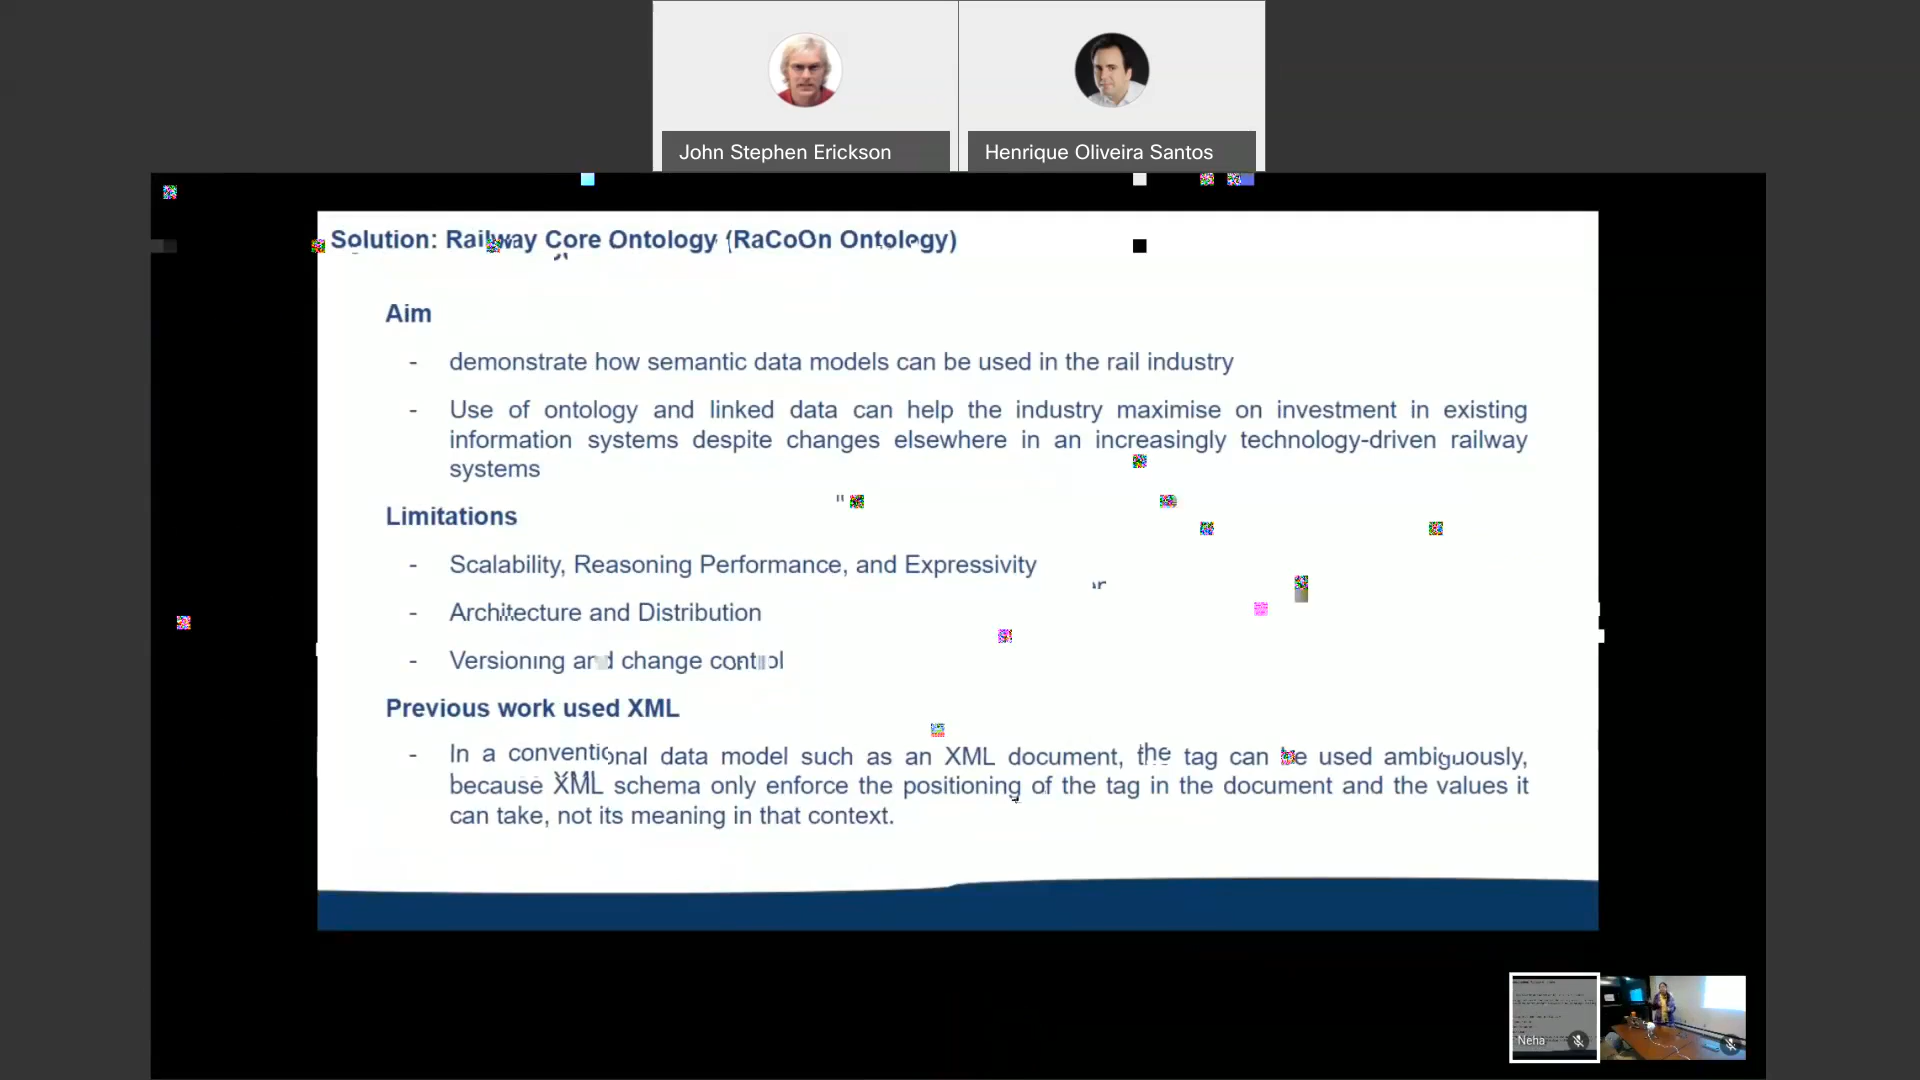 John Stephen Erickson
Henrique Oliveira Santos
Solution: Railway Core Ontology (RaCoOn Ontology)
Aim
- demonstrate how semantic data models can be used in the rail industry
- Use of ontology and linked data can help the industry maximise on investment in existing
information systems despite changes elsewhere in an increasingly technology-driven railway
systems
Limitations
- Scalability, Reasoning Performance, and Expressivity
- Architecture and Distribution
- Versioning and change control
Previous work used XML
- In a conventional data model such as an XML document, the tag can be used ambiguously,
because XML schema only enforce the positioning of the tag in the document and the values it
can take, not its meaning in that context.
Neha